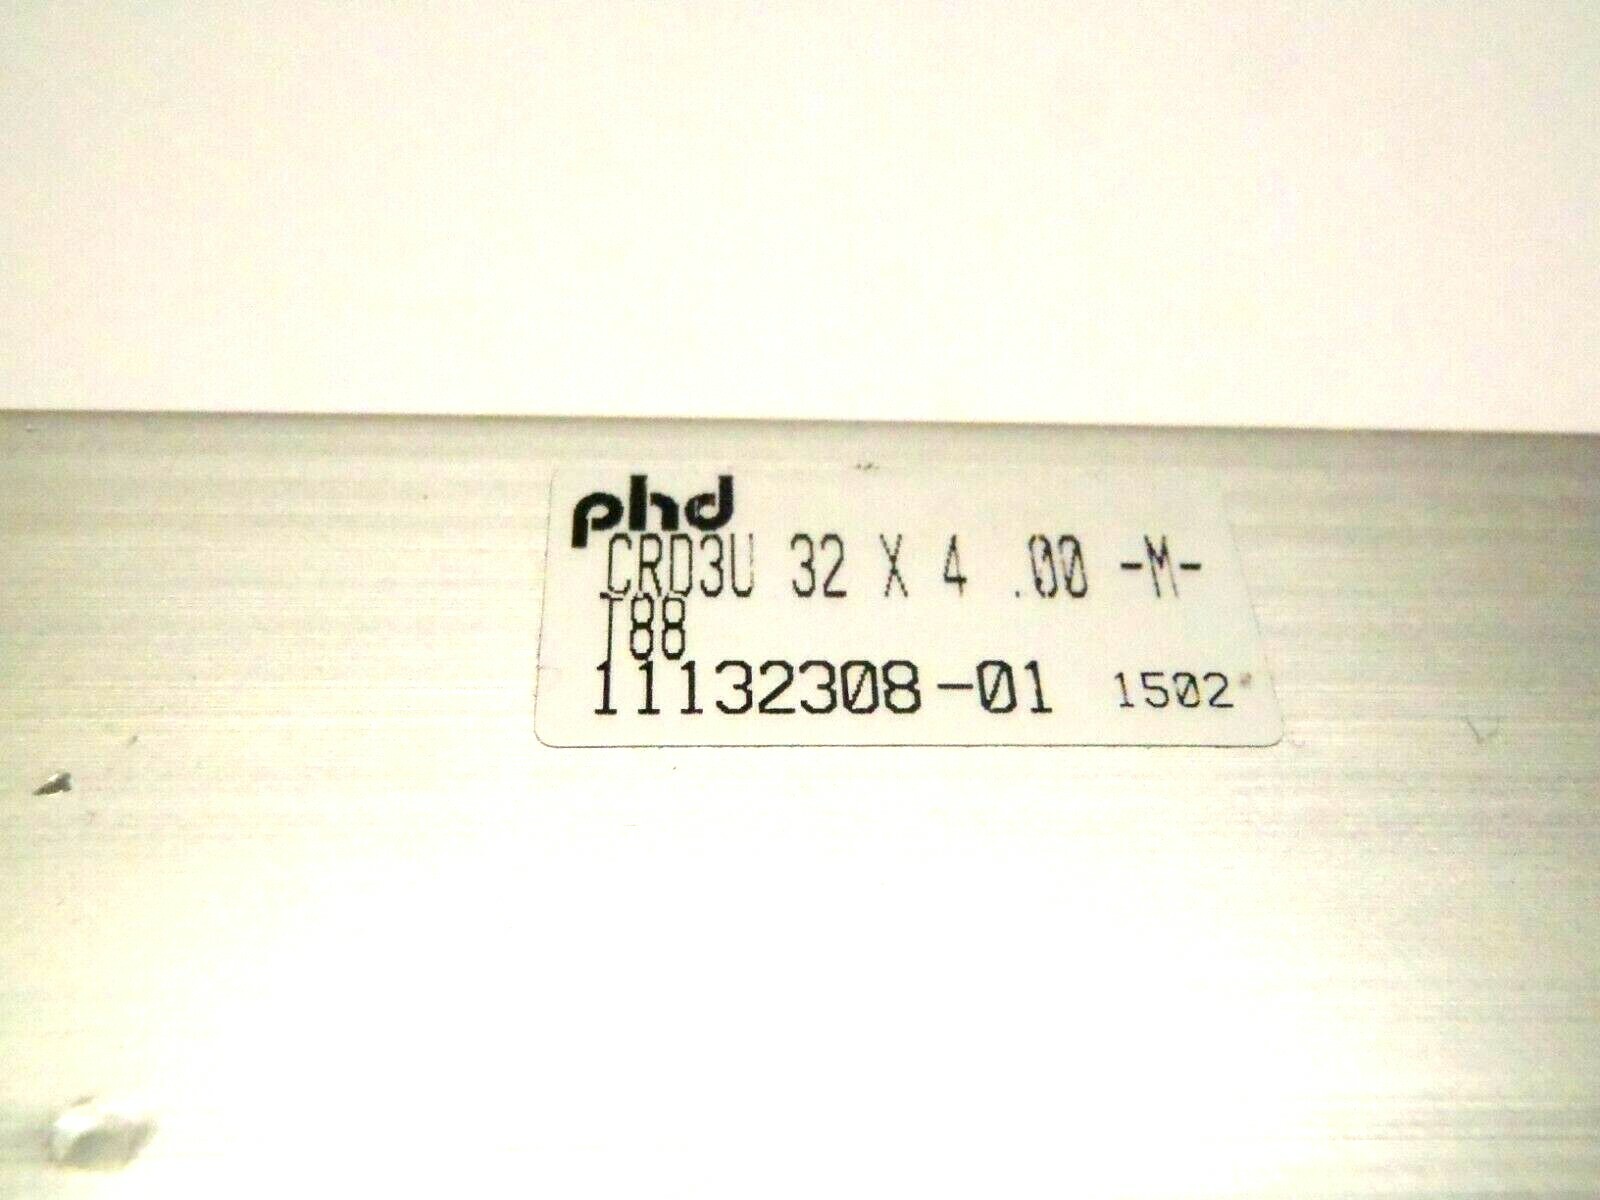 phd
CRD3U 32 X 4 .00 -M-
T88
11132308-01 1502